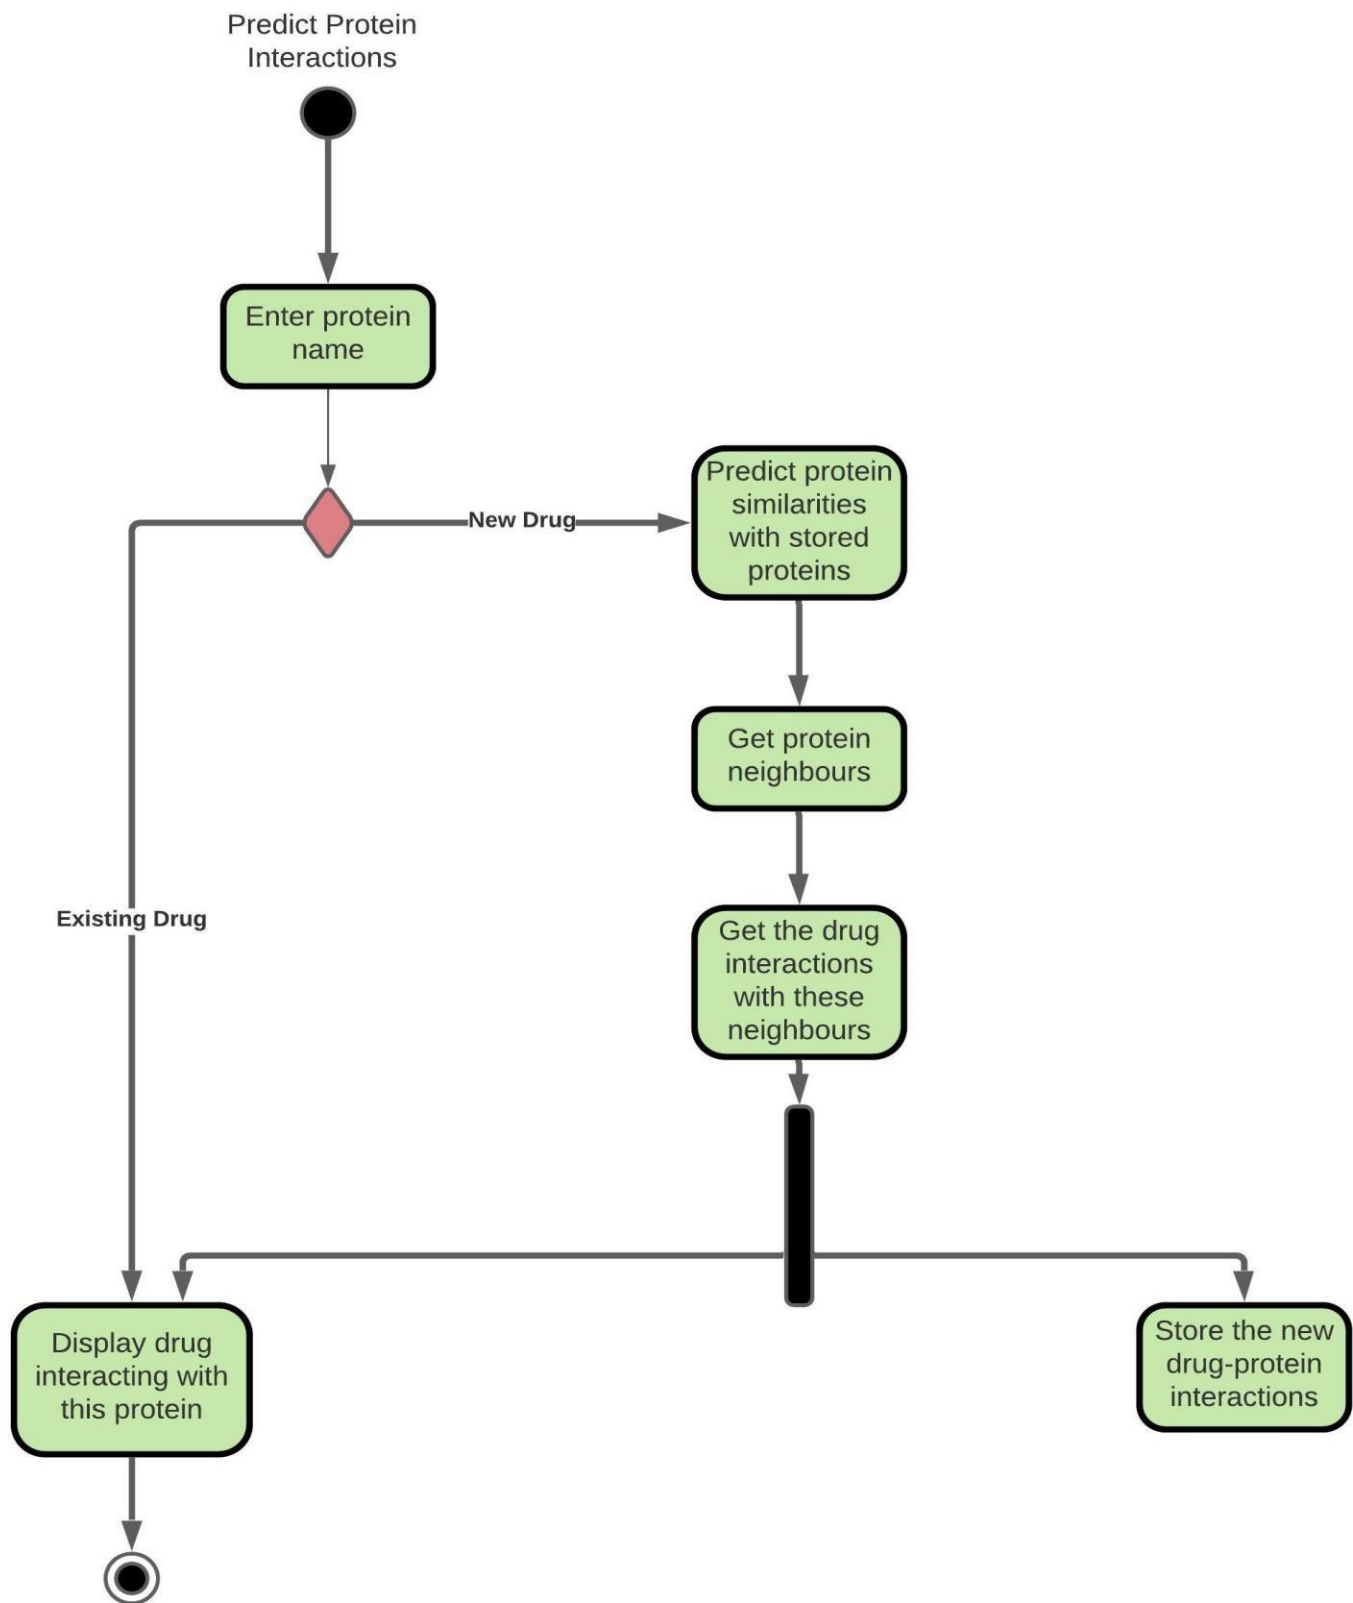 Predict Protein
Interactions
Enter protein
name
New Drug
Predict protein
similarities
with stored
proteins
Get protein
neighbours
Existing Drug
Get the drug
interactions
with these
neighbours
Display drug
interacting with
this protein
Store the new
drug-protein
interactions